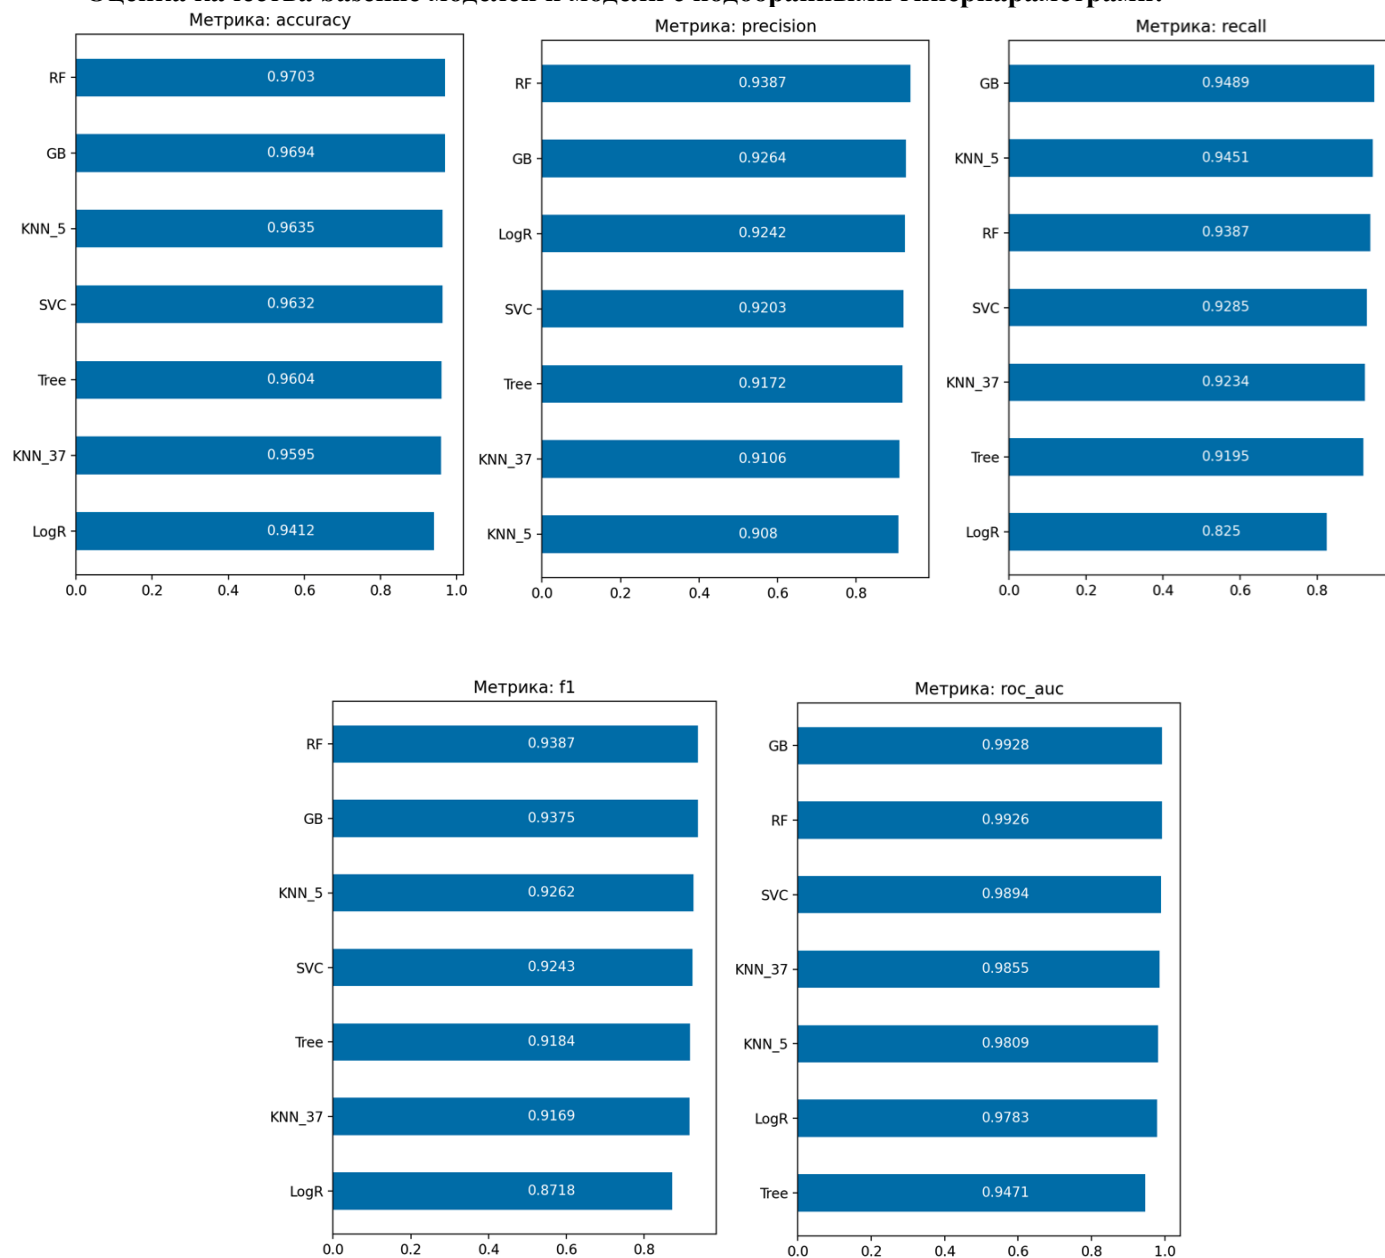 Оценка качества baseline моделей и модели с подобранными гиперпараметрами.
Метрика: accuracy
RF
0.9703
GB
0.9694
KNN_5
0.9635
SVC
0.9632
Tree
0.9604
KNN_37
0.9595
LogR
0.9412
0.0 0.2 0.4 0.6 0.8 1.0
Метрика: precision
RF
0.9387
GB
0.9264
LogR
0.9242
SVC
0.9203
Tree
0.9172
KNN_37
0.9106
KNN_5
0.908
0.0 0.2 0.4 0.6 0.8
Метрика: recall
GB
0.9489
KNN_5
0.9451
RF
0.9387
SVC
0.9285
KNN_37
0.9234
Tree
0.9195
LogR
0.825
0.0 0.2 0.4 0.6 0.8
Метрика: f1
RF
0.9387
GB
0.9375
KNN_5
0.9262
SVC
0.9243
Tree
0.9184
KNN_37
0.9169
LogR
0.8718
0.0 0.2 0.4 0.6 0.8
Метрика: roc_auc
GB
0.9928
RF
0.9926
SVC
0.9894
KNN_37
0.9855
KNN_5
0.9809
LogR
0.9783
Tree
0.9471
0.0 0.2 0.4 0.6 0.8 1.0